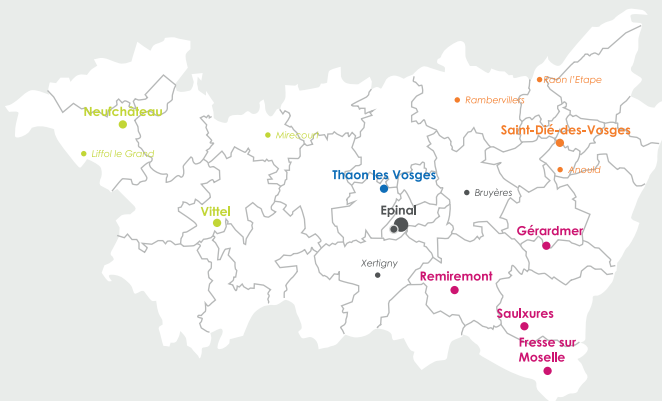 Raon l'Etape
Rambervillers
Neufchâteau
Saint-Dié-des-Vosges
Mirecourt
Liffol le Grand
Anould
Thaon les Vosges
Bruyères
Vittel
Epinal
Gérardmer
Xertigny
Remiremont
Saulxures
Fresse sur
Moselle